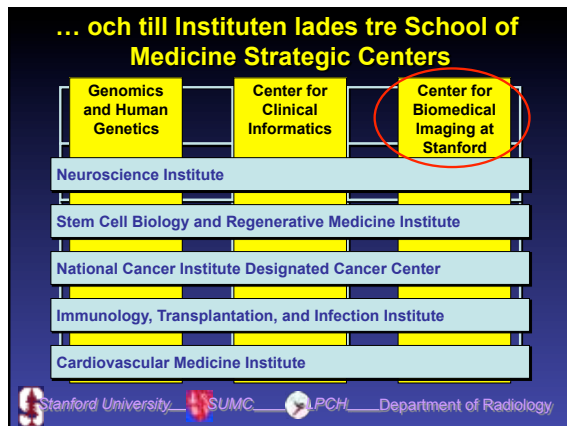 … och till Instituten lades tre School of
Medicine Strategic Centers
Genomics
and Human
Genetics
Center for
Clinical
Informatics
Center for
Biomedical
Imaging at
Stanford
Neuroscience Institute
Stem Cell Biology and Regenerative Medicine Institute
National Cancer Institute Designated Cancer Center
Immunology, Transplantation, and Infection Institute
Cardiovascular Medicine Institute
Stanford University SUMC LPCH Department of Radiology